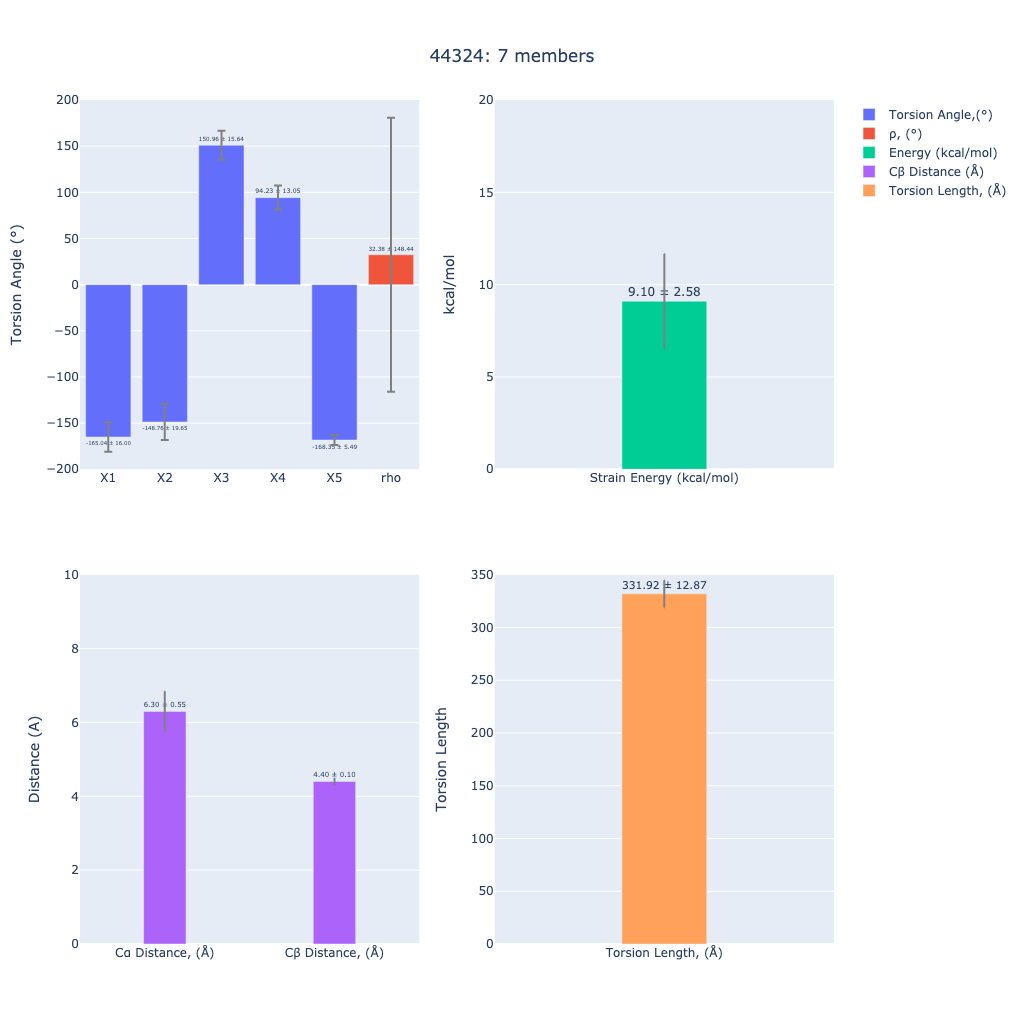 44324: 7 members
Torsion Angle (°)
200
150
100
50
0
−50
−100
−150
−200
-165.04 ± 16.00
-148.76 ± 19.65
150.96 ± 15.64
94.23 ± 13.05
-168.35 ± 5.49
32.38 ± 148.44
X1 X2 X3 X4 X5 rho
kcal/mol
20
15
10
5
0
9.10 ± 2.58
Strain Energy (kcal/mol)
Torsion Angle,(°)
ρ, (°)
Energy (kcal/mol)
Cβ Distance (Å)
Torsion Length, (Å)
Distance (A)
10
8
6
4
2
0
6.30 ± 0.55
4.40 ± 0.10
Cα Distance, (Å) Cβ Distance, (Å)
Torsion Length
350
300
250
200
150
100
50
0
331.92 ± 12.87
Torsion Length, (Å)